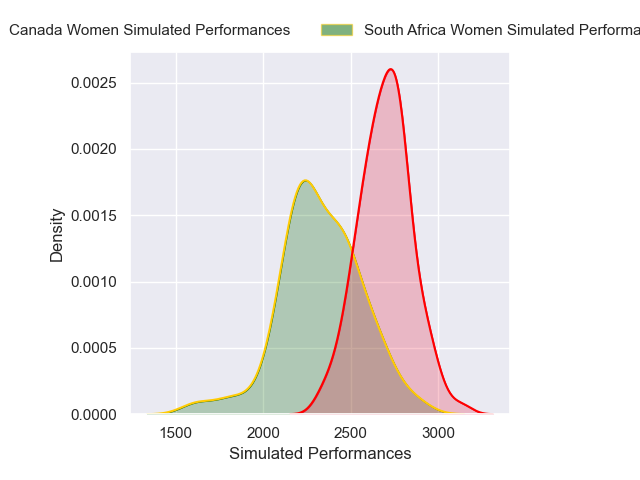 Canada Women Simulated Performances
South Africa Women Simulated Performa
0.0025
0.0020
0.0015
0.0010
0.0005
0.0000
Density
1500 2000 2500 3000
Simulated Performances